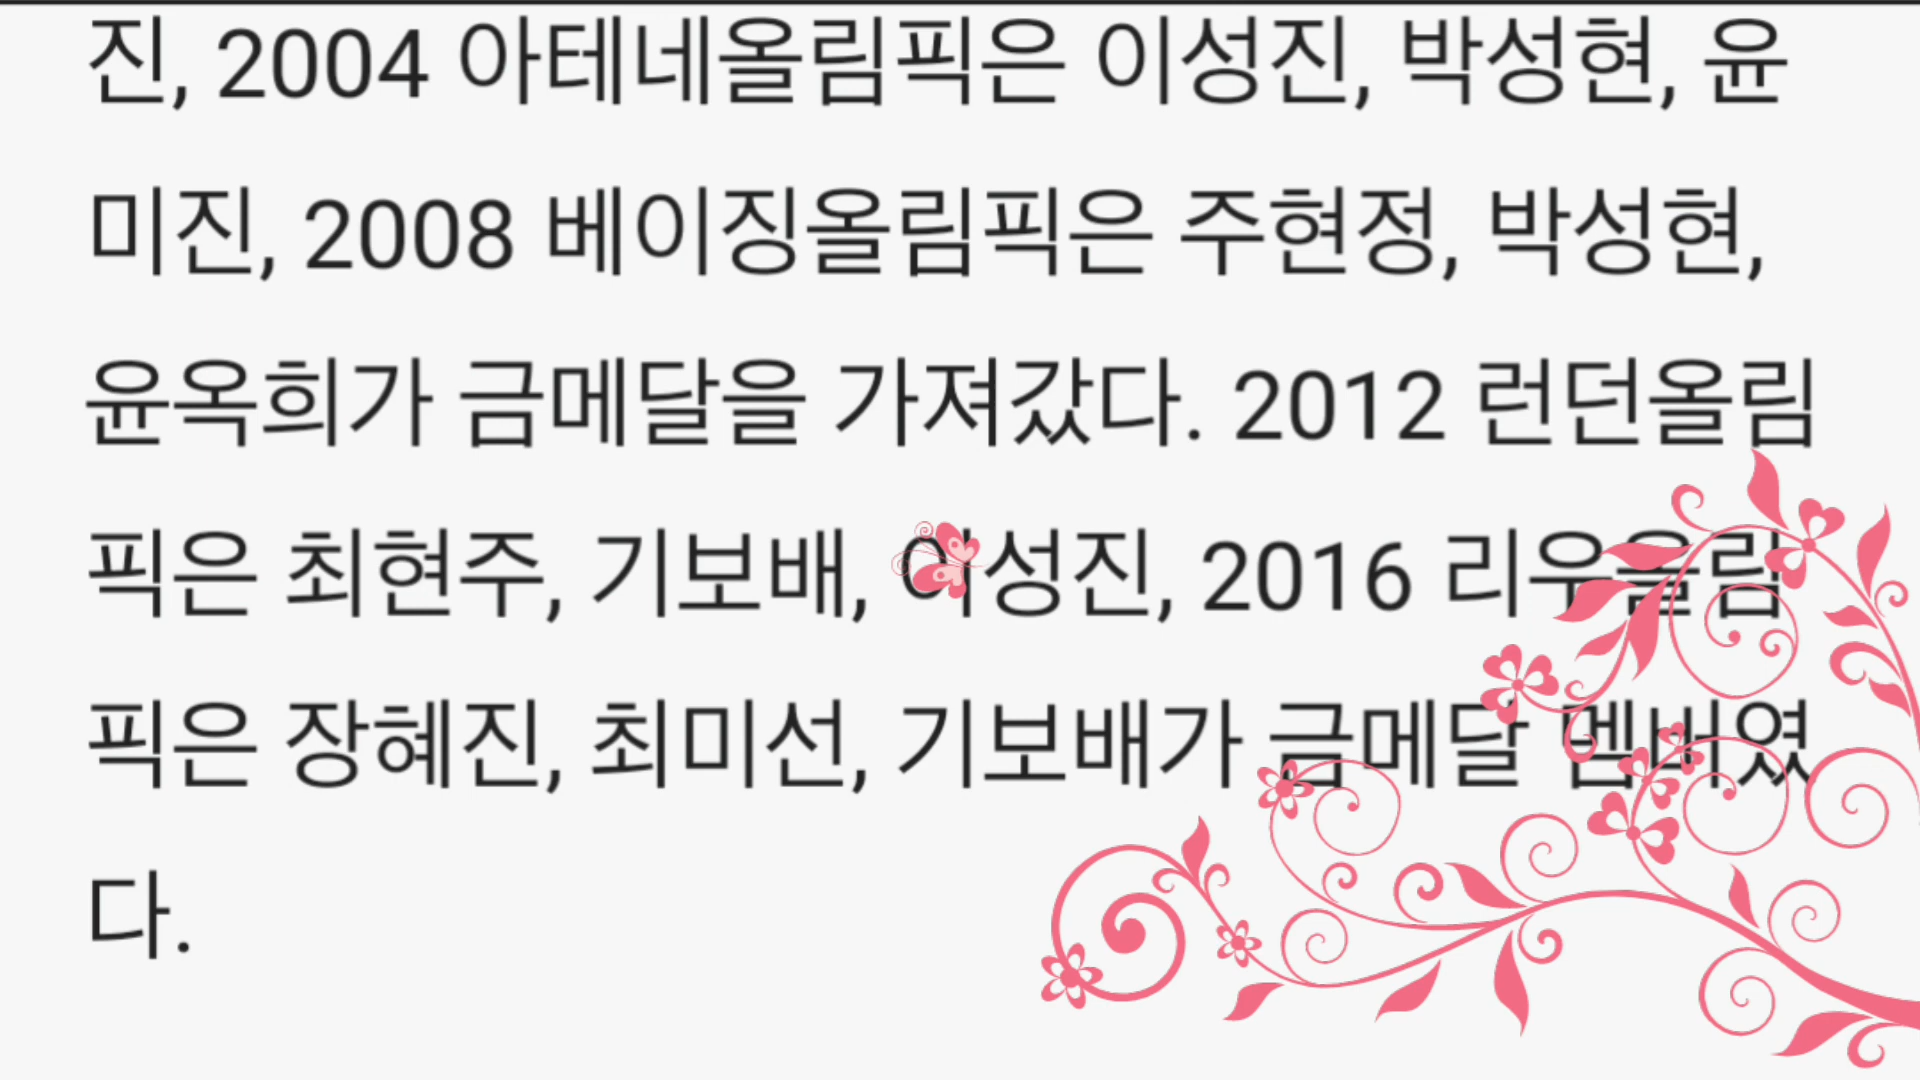 진, 2004 아테네올림픽은 이성진, 박성현, 윤
미진, 2008 베이징올림픽은 주현정, 박성현,
윤옥희가 금메달을 가져갔다. 2012 런던올림
픽은 최현주, 기보배, 이성진, 2016 리우올림
픽은 장혜진, 최미선, 기보배가 금메달
다.